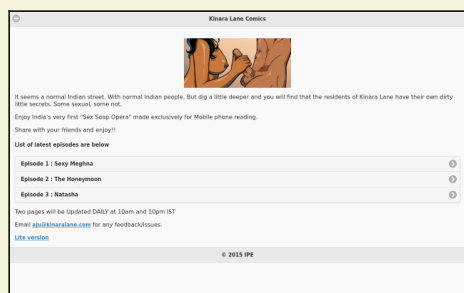 Kinara Lane Comics
It seems a normal Indian street. With normal Indian people. But dig a little deeper and you will find that the residents of Kinara Lane have their own dirty
little secrets. Some sexual, some not.
Enjoy India's very first "Sex Soap Opera" made exclusively for Mobile phone reading.
Share with your friends and enjoy!!
List of latest episodes are below
Episode 1 : Sexy Meghna
Episode 2 : The Honeymoon
Episode 3 : Natasha
Two pages will be Updated DAILY at 10am and 10pm IST
Email aju@kinaralane.com for any feedback/issues.
Lite version
© 2015 IPE